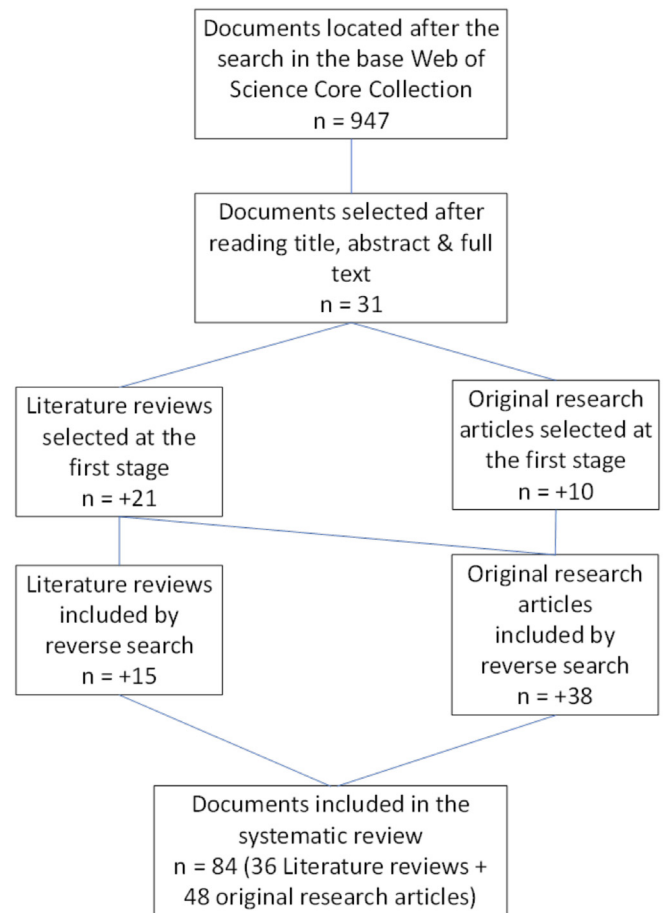 Documents located after the
search in the base Web of
Science Core Collection
n = 947
Documents selected after
reading title, abstract & full
text
n = 31
Literature reviews
selected at the
first stage
n = +21
Original research
articles selected at
the first stage
n = +10
Literature reviews
included by
reverse search
n = +15
Original research
articles
included by
reverse search
n = +38
Documents included in the
systematic review
n = 84 (36 Literature reviews +
48 original research articles)